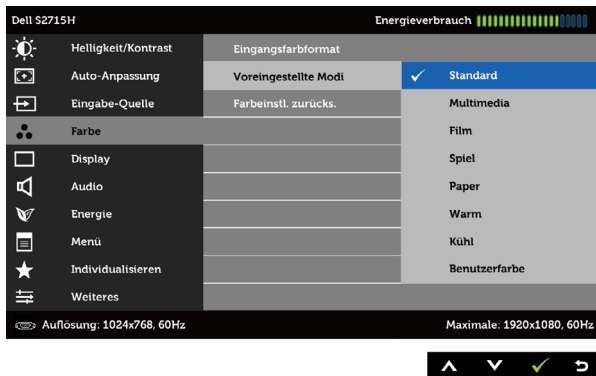 Dell S2715H Energieverbrauch
Helligkeit/Kontrast Eingangsfarbformat
Auto-Anpassung Voreingestellte Modi Standard
Eingabe-Quelle Farbeinstl. zurücks. Multimedia
Farbe Film
Display Spiel
Audio Paper
Energie Warm
Menü Kühl
Individualisieren Benutzerfarbe
Weiteres
Auflösung: 1024x768, 60Hz Maximale: 1920x1080, 60Hz